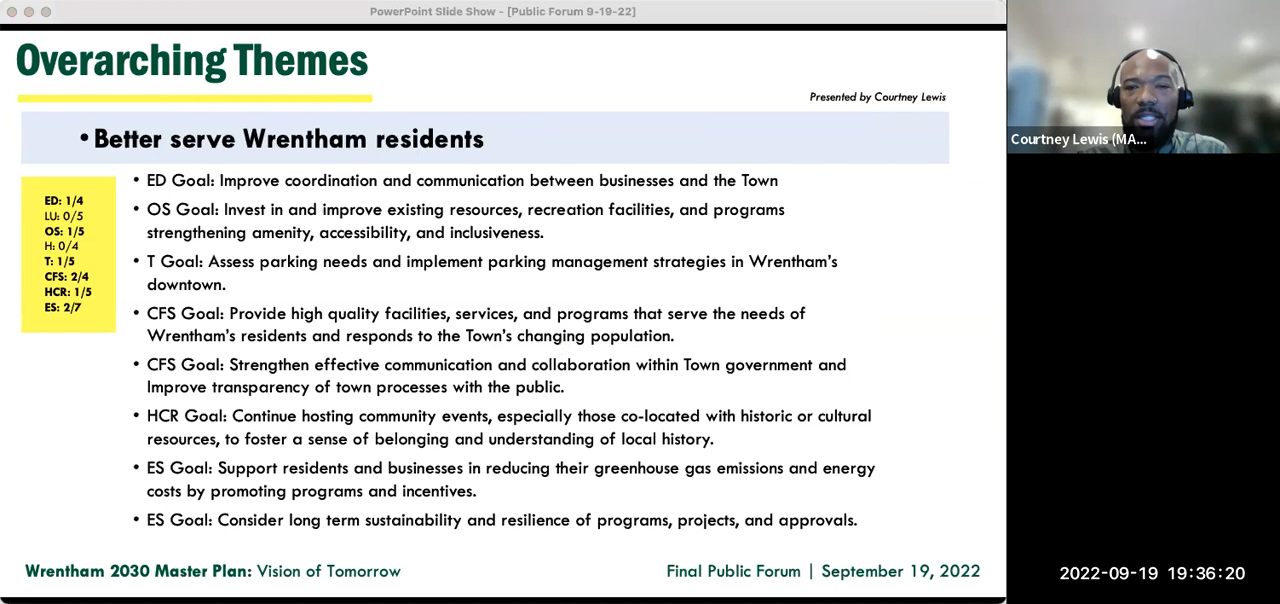 PowerPoint Slide Show - [Public Forum 9-19-22]
Overarching Themes
Presented by Courtney Lewis
• Better serve Wrentham residents
ED: 1/4
LU: 0/5
OS: 1/5
H: 0/4
T: 1/5
CFS: 2/4
HCR: 1/5
ES: 2/7
• ED Goal: Improve coordination and communication between businesses and the Town
• OS Goal: Invest in and improve existing resources, recreation facilities, and programs
strengthening amenity, accessibility, and inclusiveness.
• T Goal: Assess parking needs and implement parking management strategies in Wrentham's
downtown.
• CFS Goal: Provide high quality facilities, services, and programs that serve the needs of
Wrentham's residents and responds to the Town's changing population.
• CFS Goal: Strengthen effective communication and collaboration within Town government and
Improve transparency of town processes with the public.
• HCR Goal: Continue hosting community events, especially those co-located with historic or cultural
resources, to foster a sense of belonging and understanding of local history.
• ES Goal: Support residents and businesses in reducing their greenhouse gas emissions and energy
costs by promoting programs and incentives.
• ES Goal: Consider long term sustainability and resilience of programs, projects, and approvals.
Wrentham 2030 Master Plan: Vision of Tomorrow
Final Public Forum | September 19, 2022
Courtney Lewis (MA...
2022-09-19 19:36:20